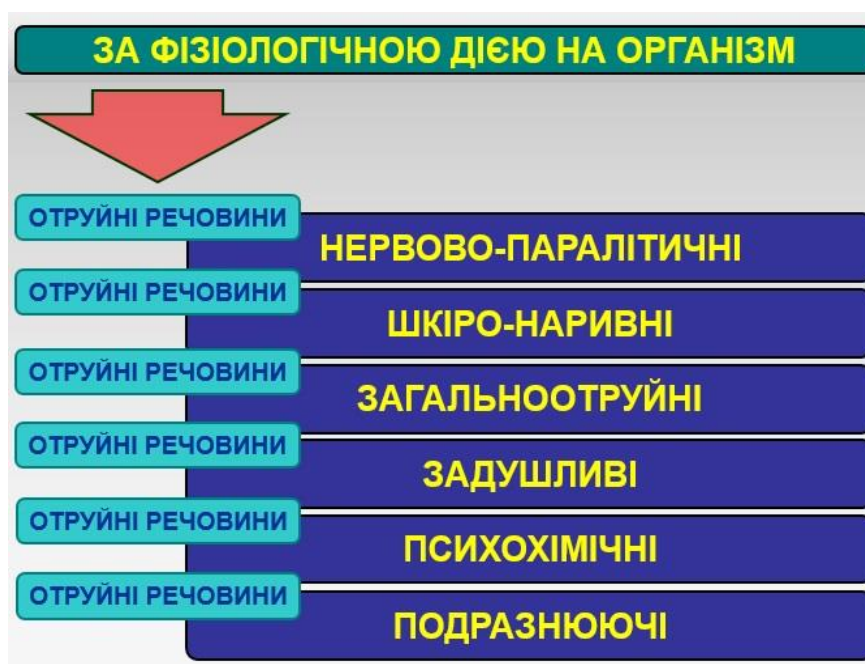 ЗА ФІЗІОЛОГІЧНОЮ ДІЄЮ НА ОРГАНІЗМ
ОТРУЙНІ РЕЧОВИНИ
НЕРВОВО-ПАРАЛІТИЧНІ
ОТРУЙНІ РЕЧОВИНИ
ШКІРО-НАРИВНІ
ОТРУЙНІ РЕЧОВИНИ
ЗАГАЛЬНООТРУЙНІ
ОТРУЙНІ РЕЧОВИНИ
ЗАДУШЛИВІ
ОТРУЙНІ РЕЧОВИНИ
ПСИХОХІМІЧНІ
ОТРУЙНІ РЕЧОВИНИ
ПОДРАЗНЮЮЧІ